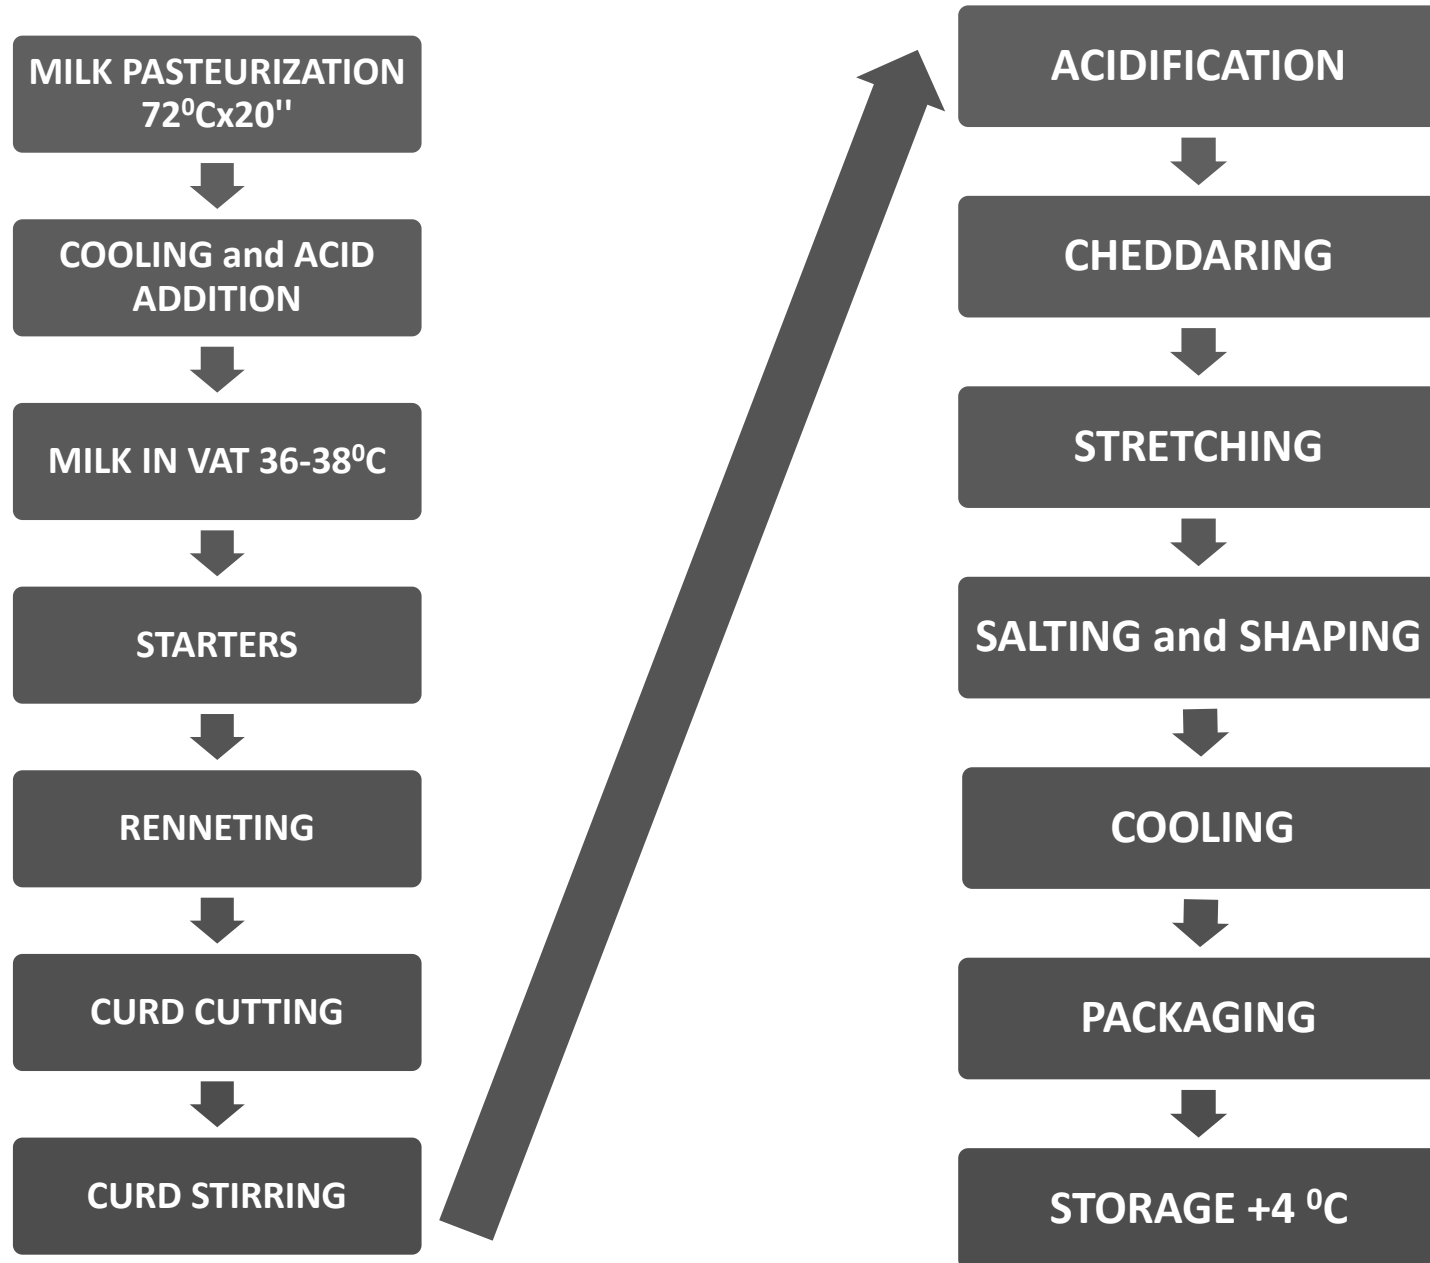 MILK PASTEURIZATION
72⁰Cx20''
COOLING and ACID
ADDITION
MILK IN VAT 36-38⁰C
STARTERS
RENNETING
CURD CUTTING
CURD STIRRING
ACIDIFICATION
CHEDDARING
STRETCHING
SALTING and SHAPING
COOLING
PACKAGING
STORAGE +4 ⁰C